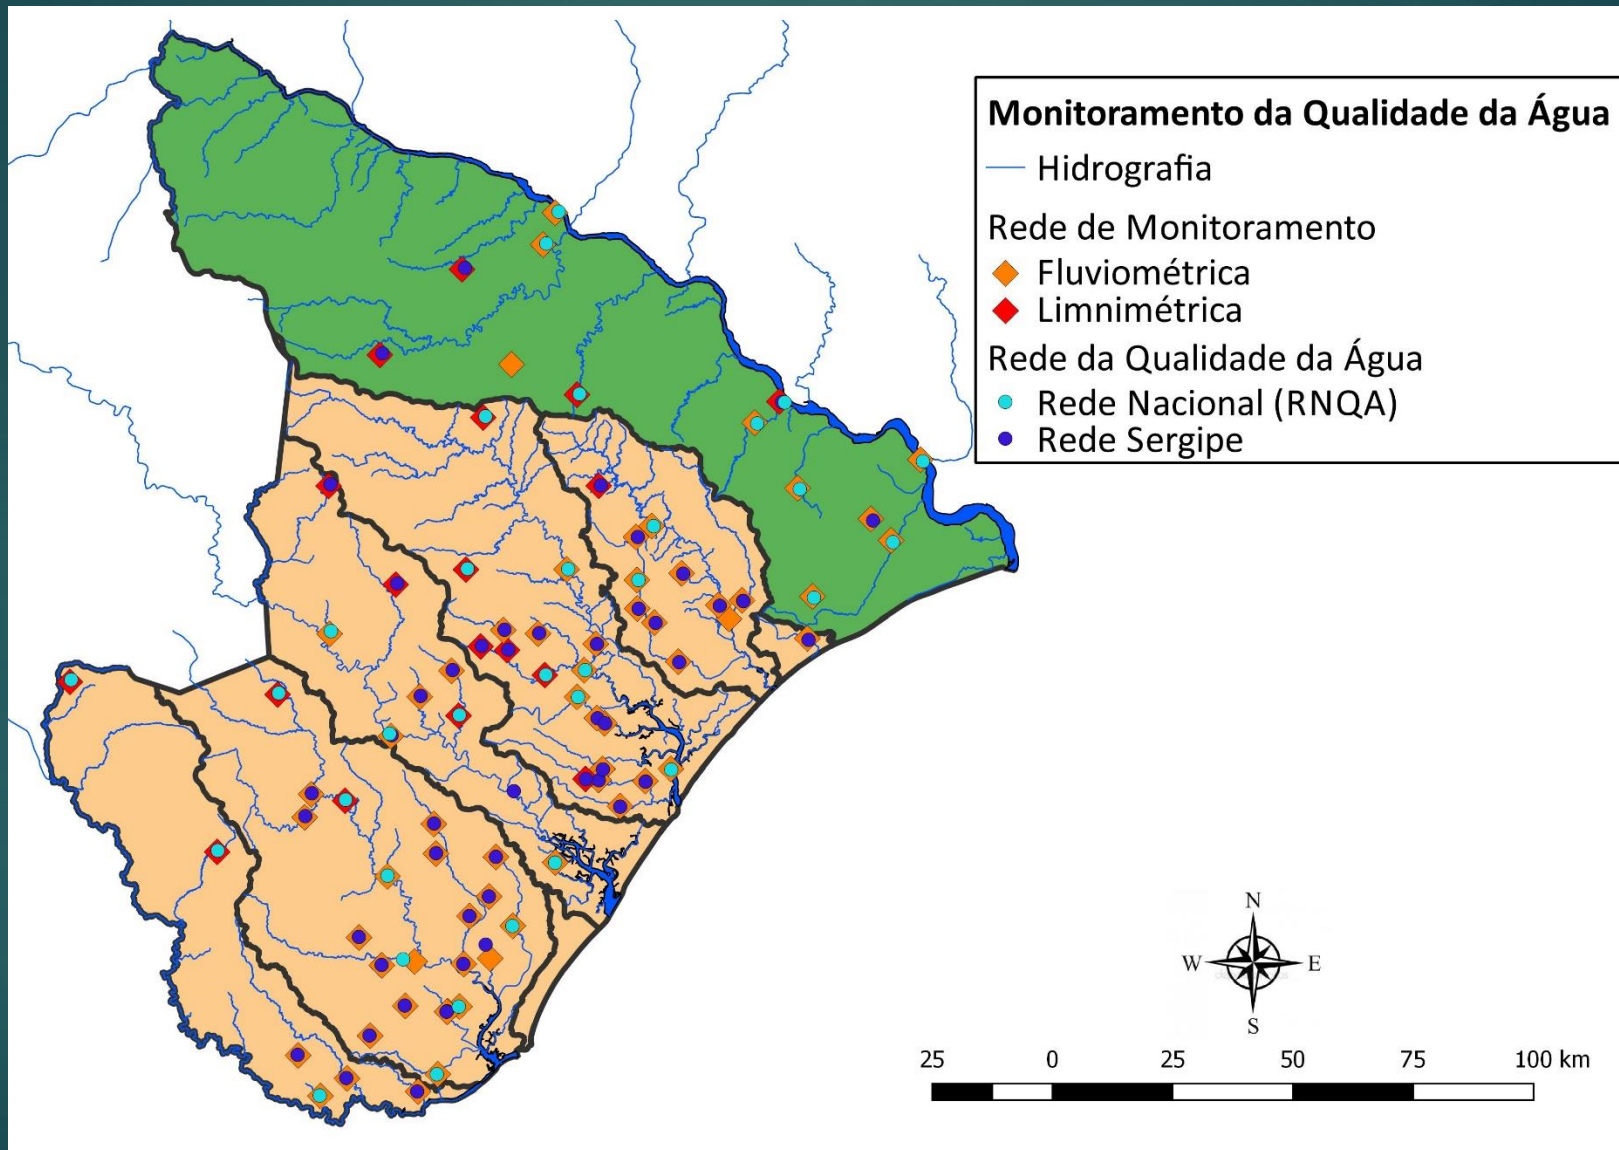 Monitoramento da Qualidade da Água
Hidrografia
Rede de Monitoramento
Fluviométrica
Limnimétrica
Rede da Qualidade da Água
Rede Nacional (RNQA)
Rede Sergipe
N
W E
S
25 0 25 50 75 100 km